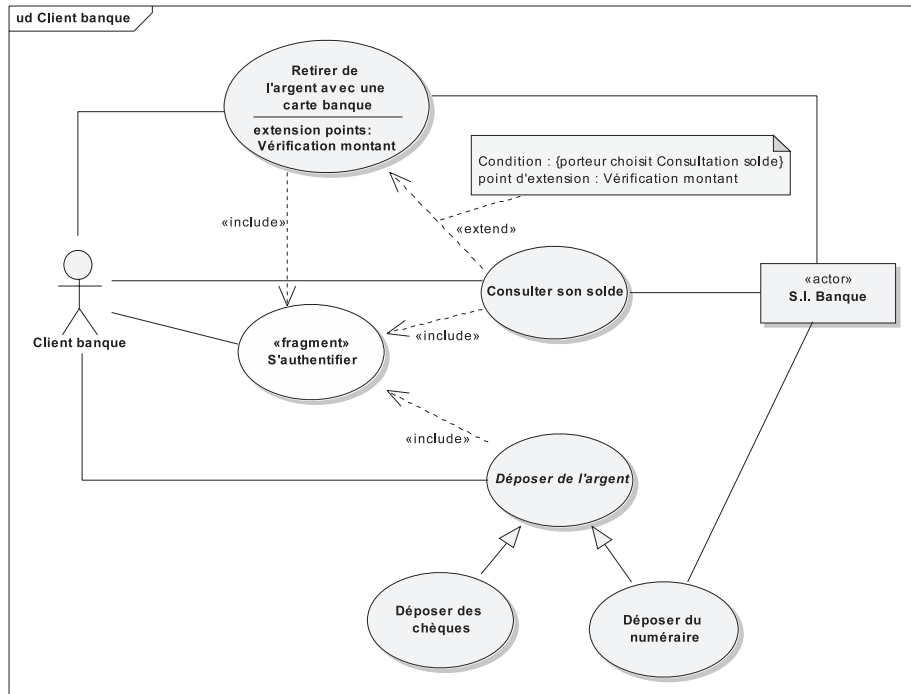 ud Client banque
Retirer de
l'argent avec une
carte banque
extension points:
Vérification montant
Condition : {porteur choisit Consultation solde}
point d'extension : Vérification montant
«include»
«extend»
«actor»
S.I. Banque
Consulter son solde
Client banque
«fragment»
S'authentifier
«include»
«include»
Déposer de l'argent
Déposer des
chèques
Déposer du
numéraire